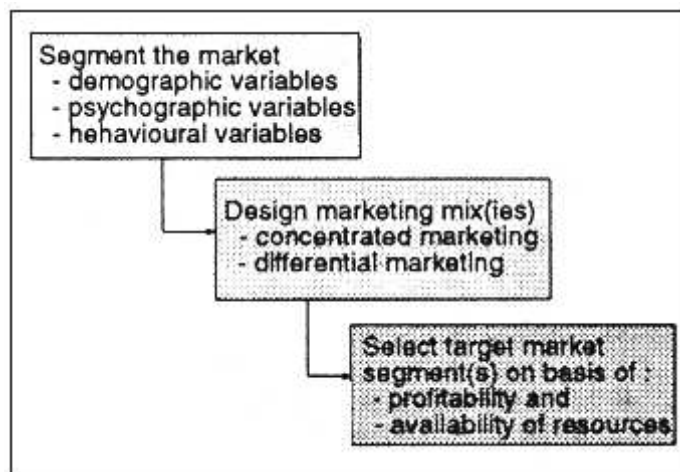 Segment the market
- demographic variables
- psychographic variables
- hehavioural variables
Design marketing mix(ies)
- concentrated marketing
- differential marketing
Select target market
segment(s) on basis of :
- profitability and
- availability of resources